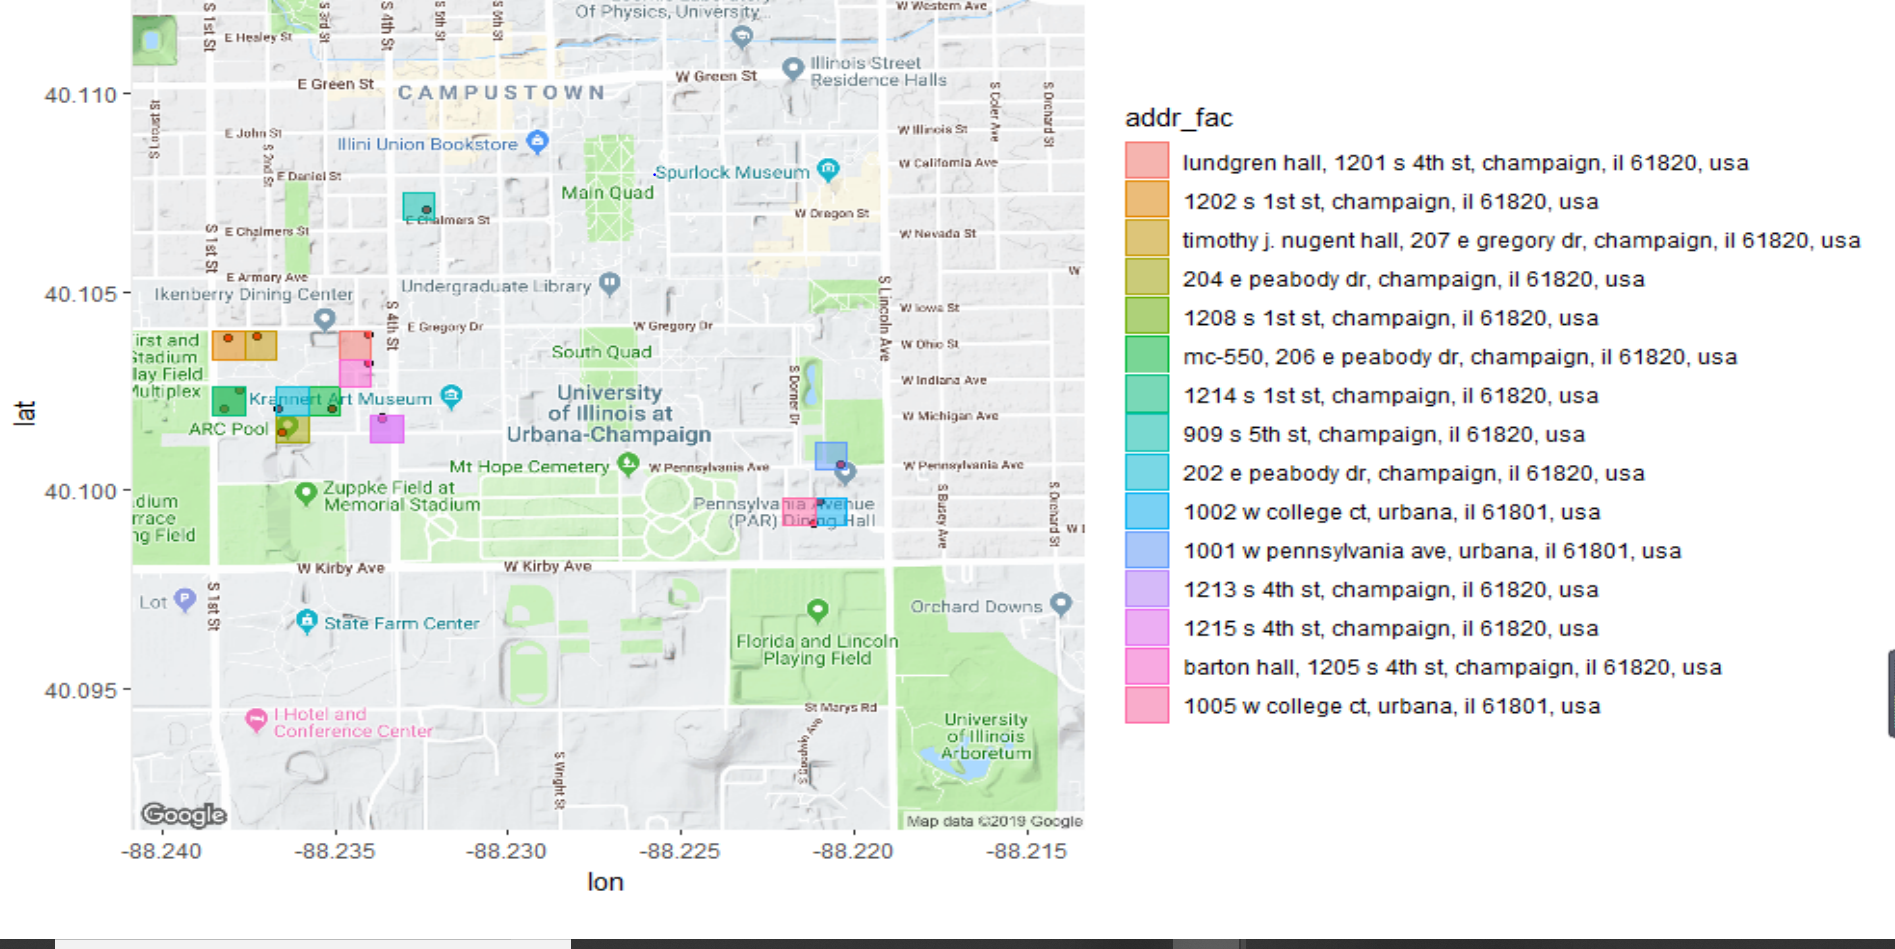 W Western Ave
Of Physics, University...
S 1st St
S 3rd St
S 4th St
S 5th St
S 6th St
E Healey St
Illinois Street
Residence Halls
W Green St
E Green St
CAMPUSTOWN
40.110
S Locust St
S Coler Ave
S Orchard St
E John St
Illini Union Bookstore
W Illinois St
S 2nd St
E Daniel St
Spurlock Museum
W California Ave
Main Quad
E Chalmers St
W Oregon St
E Chalmers St
S 1st St
W Nevada St
E Armory Ave
W
40.105
Ikenberry Dining Center
Undergraduate Library
S Lincoln Ave
W Iowa St
S 4th St
E Gregory Dr
W Gregory Dr
irst and
Stadium
lay Field
Multiplex
South Quad
W Ohio St
S Dorner Dr
W Indiana Ave
Krannert Art Museum
University
of Illinois at
Urbana-Champaign
W Michigan Ave
ARC Pool
Mt Hope Cemetery
W Pennsylvania Ave
W Pennsylvania Ave
40.100
Zuppke Field at
Memorial Stadium
dium
rrace
ng Field
Pennsylvania Avenue
(PAR) Dining Hall
S Busey Ave
S Orchard St
W
W Kirby Ave
W Kirby Ave
Lot
P
S 1st St
State Farm Center
Orchard Downs
Florida and Lincoln
Playing Field
40.095
I Hotel and
Conference Center
St Marys Rd
University
of Illinois
Arboretum
S Wright St
Google
Map data ©2019 Google
-88.240
-88.235
-88.230
-88.225
-88.220
-88.215
lon
lat
addr_fac
lundgren hall, 1201 s 4th st, champaign, il 61820, usa
1202 s 1st st, champaign, il 61820, usa
timothy j. nugent hall, 207 e gregory dr, champaign, il 61820, usa
204 e peabody dr, champaign, il 61820, usa
1208 s 1st st, champaign, il 61820, usa
mc-550, 206 e peabody dr, champaign, il 61820, usa
1214 s 1st st, champaign, il 61820, usa
909 s 5th st, champaign, il 61820, usa
202 e peabody dr, champaign, il 61820, usa
1002 w college ct, urbana, il 61801, usa
1001 w pennsylvania ave, urbana, il 61801, usa
1213 s 4th st, champaign, il 61820, usa
1215 s 4th st, champaign, il 61820, usa
barton hall, 1205 s 4th st, champaign, il 61820, usa
1005 w college ct, urbana, il 61801, usa